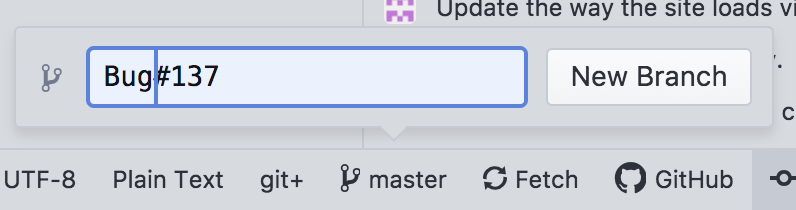 Update the way the site loads vi
Bug#137
New Branch
y.
c
UTF-8 Plain Text git+ master Fetch GitHub